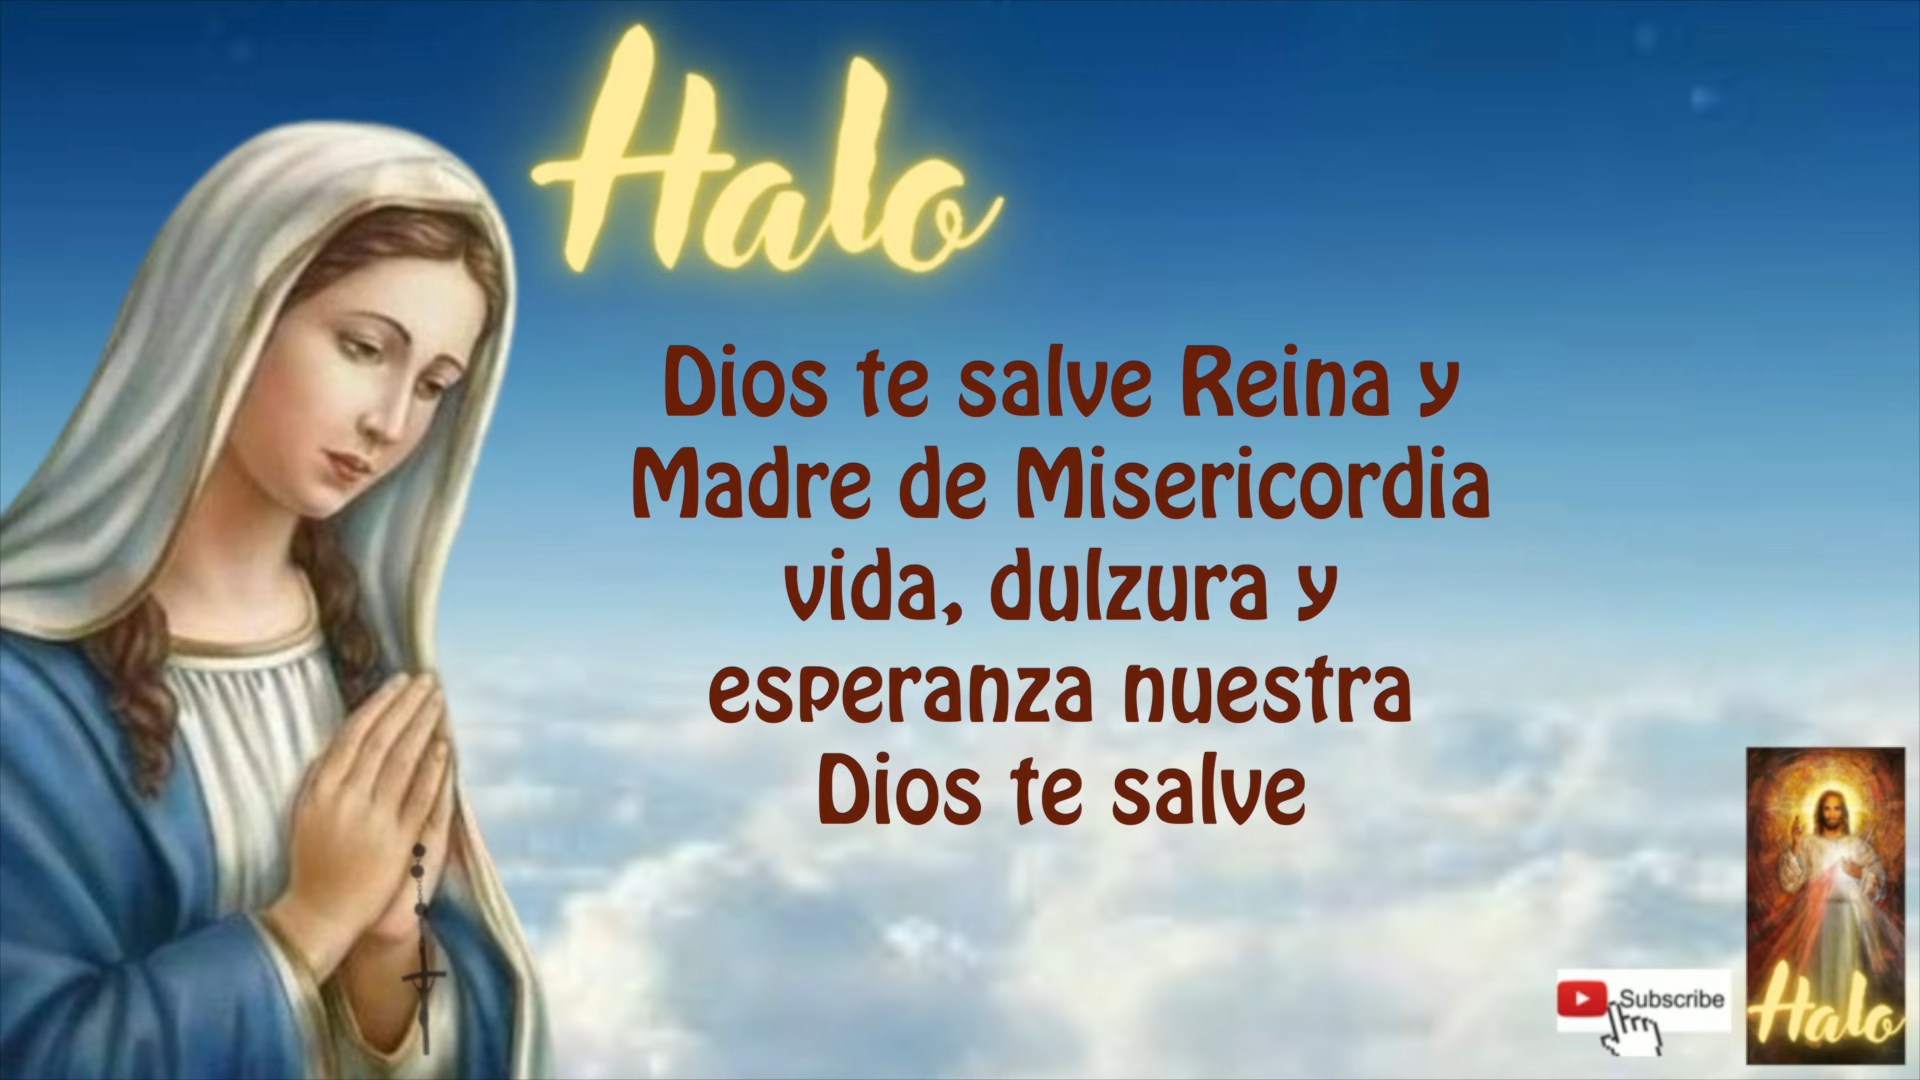 Halo
Dios te salve Reina y
Madre de Misericordia
vida, dulzura y
esperanza nuestra
Dios te salve
Subscribe
Halo